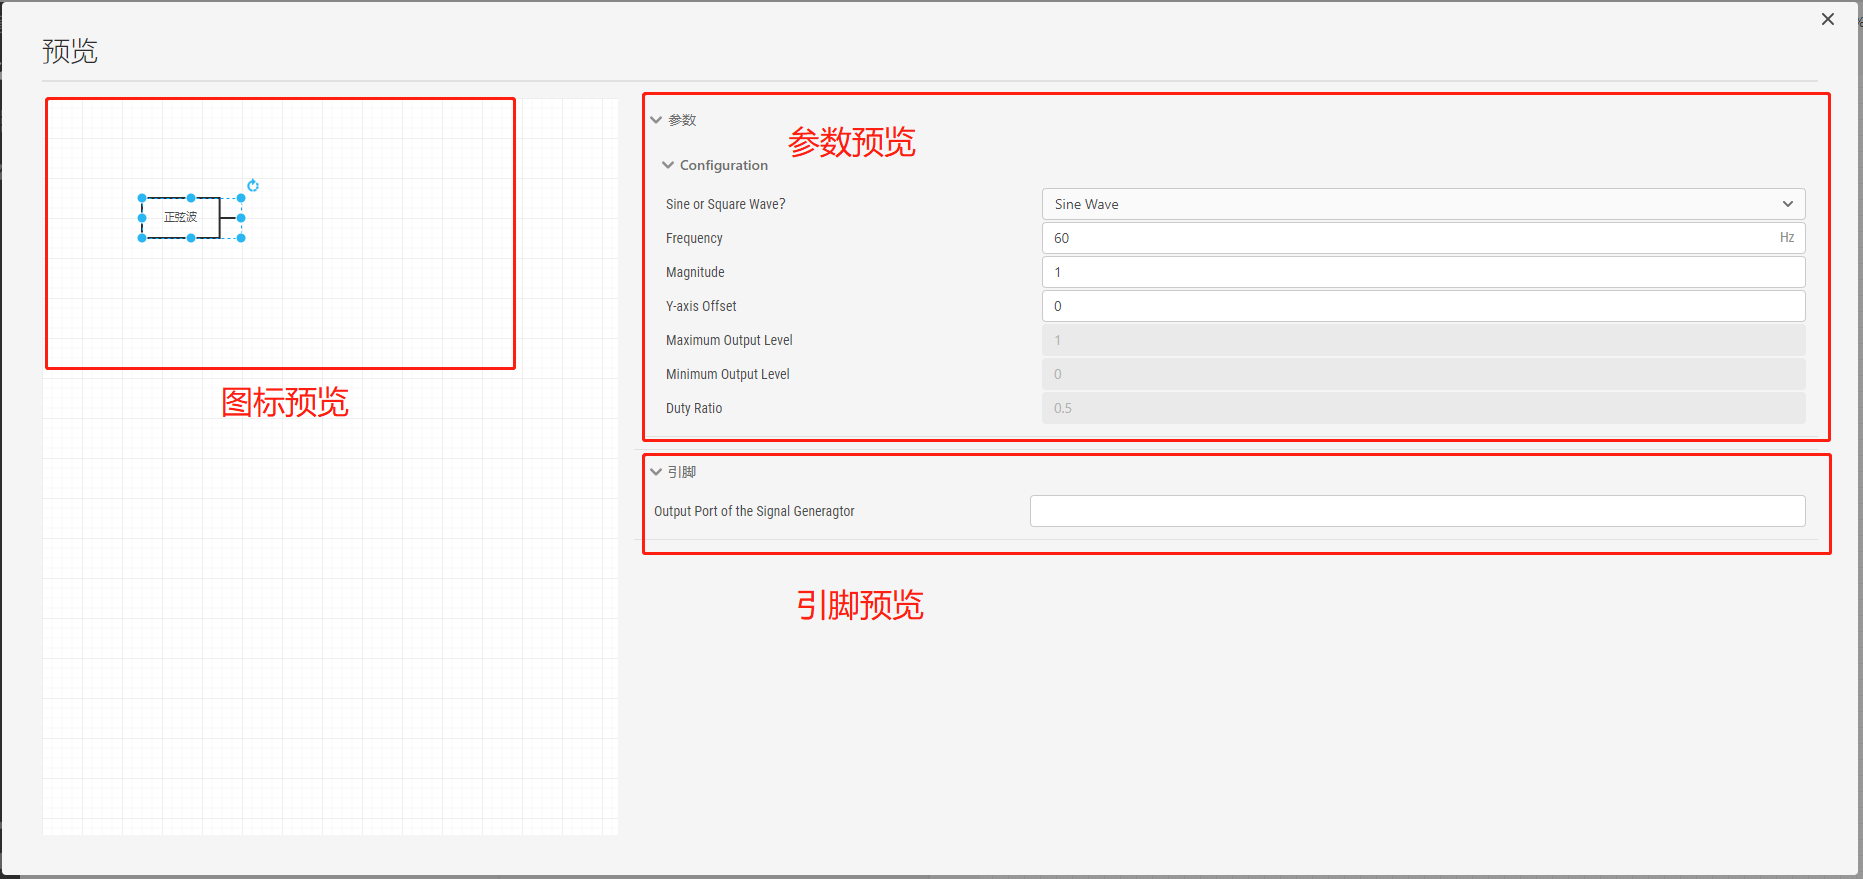 预览
正弦波
图标预览
参数
参数预览
Configuration
Sine or Square Wave?
Sine Wave
Frequency
60
Hz
Magnitude
1
Y-axis Offset
0
Maximum Output Level
1
Minimum Output Level
0
Duty Ratio
0.5
引脚
Output Port of the Signal Generagtor
引脚预览